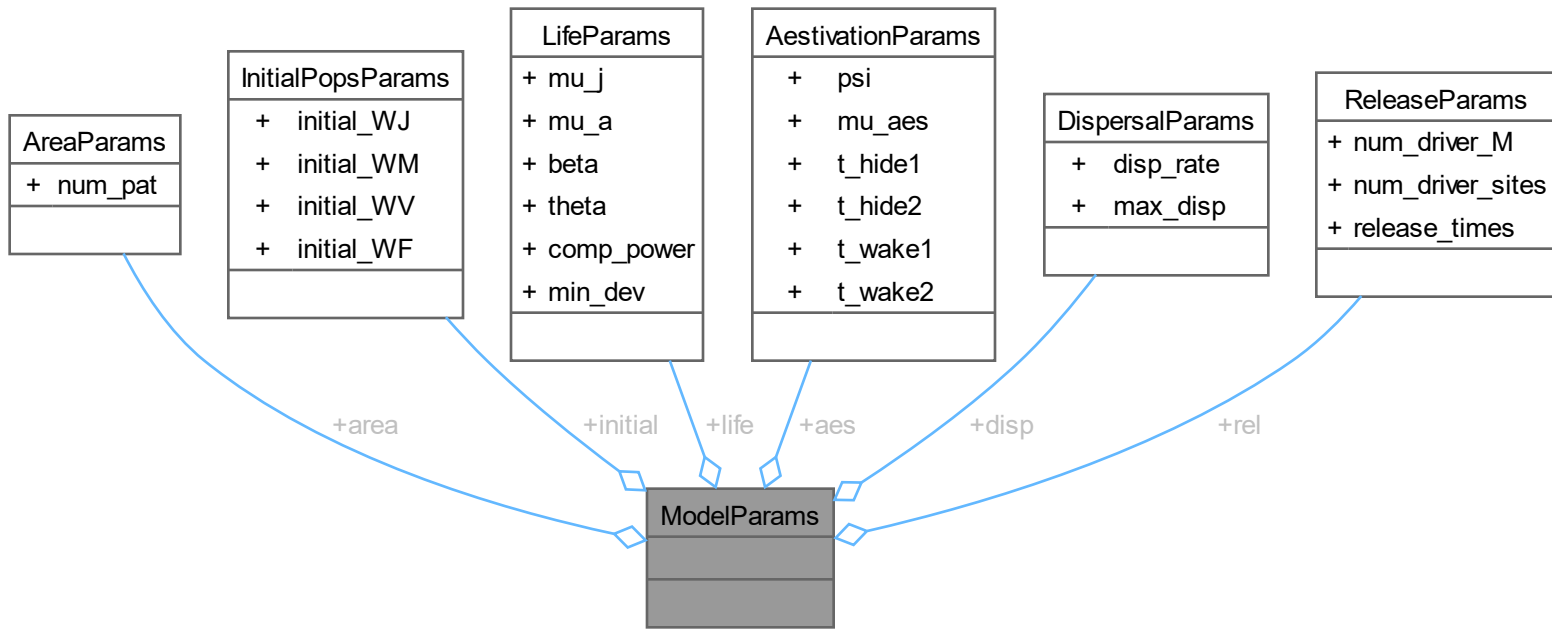 AreaParams
+ num_pat
InitialPopsParams
+ initial_WJ
+ initial_WM
+ initial_WV
+ initial_WF
LifeParams
+ mu_j
+ mu_a
+ beta
+ theta
+ comp_power
+ min_dev
AestivationParams
+ psi
+ mu_aes
+ t_hide1
+ t_hide2
+ t_wake1
+ t_wake2
DispersalParams
+ disp_rate
+ max_disp
ReleaseParams
+ num_driver_M
+ num_driver_sites
+ release_times
+area
+initial
+life
+aes
+disp
+rel
ModelParams